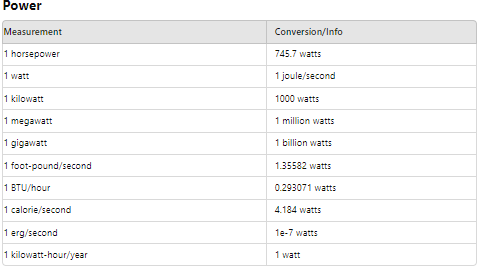 Power
Measurement Conversion/Info
1 horsepower 745.7 watts
1 watt 1 joule/second
1 kilowatt 1000 watts
1 megawatt 1 million watts
1 gigawatt 1 billion watts
1 foot-pound/second 1.35582 watts
1 BTU/hour 0.293071 watts
1 calorie/second 4.184 watts
1 erg/second 1e-7 watts
1 kilowatt-hour/year 1 watt